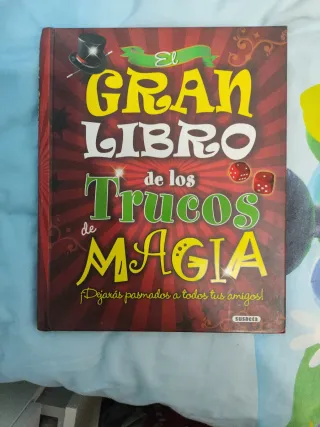 El
GRAN
LIBRO
de los
Trucos
de
MAGIA
¡Dejarás pasmados a todos tus amigos!
SUSAETA